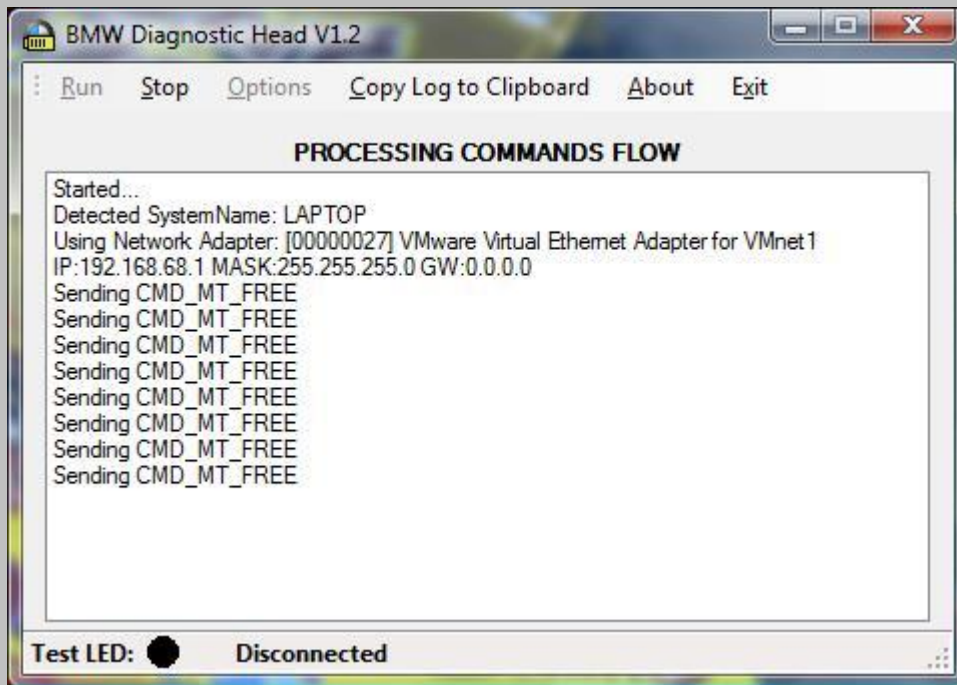 BMW Diagnostic Head V1.2
Run Stop Options Copy Log to Clipboard About Exit
PROCESSING COMMANDS FLOW
Started...
Detected SystemName: LAPTOP
Using Network Adapter: [00000027] VMware Virtual Ethernet Adapter for VMnet1
IP:192.168.68.1 MASK:255.255.255.0 GW:0.0.0.0
Sending CMD_MT_FREE
Sending CMD_MT_FREE
Sending CMD_MT_FREE
Sending CMD_MT_FREE
Sending CMD_MT_FREE
Sending CMD_MT_FREE
Sending CMD_MT_FREE
Sending CMD_MT_FREE
Test LED: Disconnected